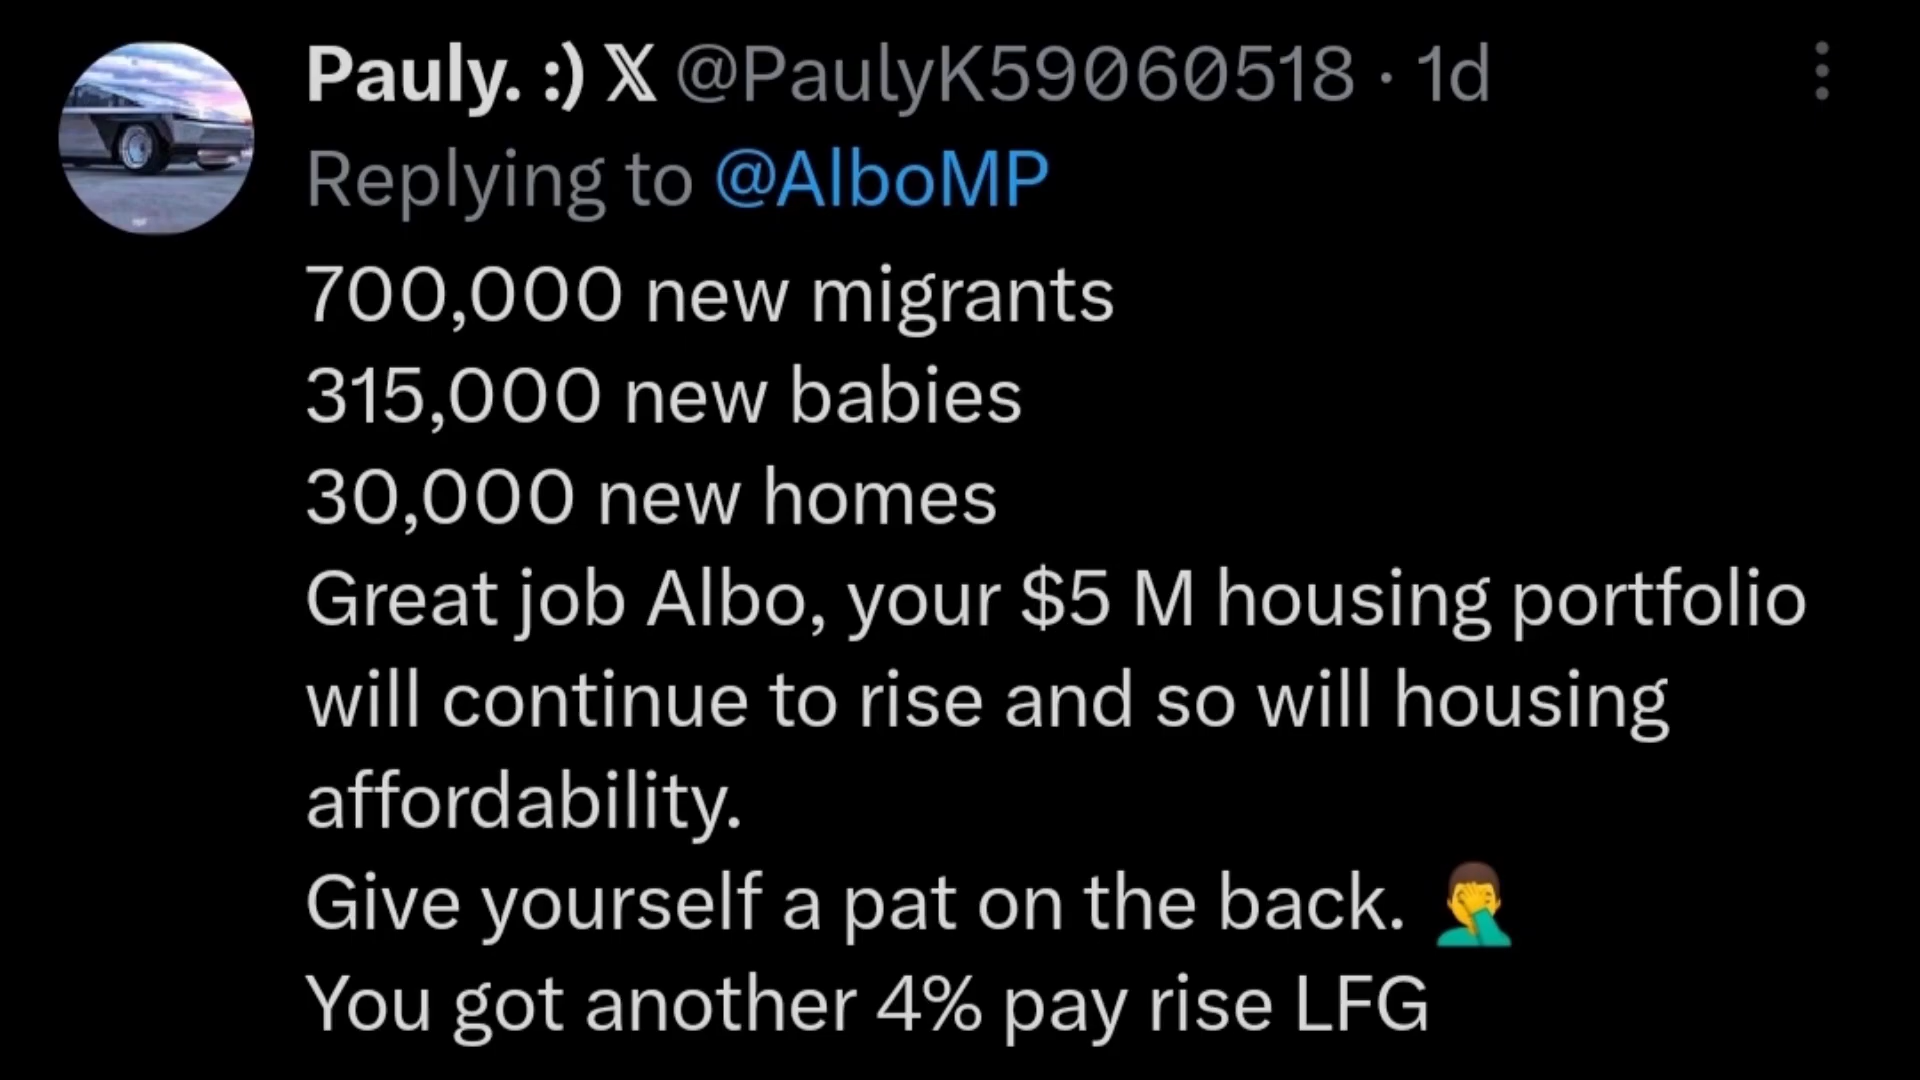 Pauly. :) 𝕏 @PaulyK59060518 · 1d
Replying to @AlboMP
700,000 new migrants
315,000 new babies
30,000 new homes
Great job Albo, your $5 M housing portfolio
will continue to rise and so will housing
affordability.
Give yourself a pat on the back. 🤦‍♂️
You got another 4% pay rise LFG